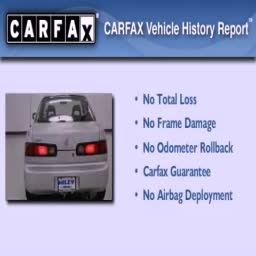 CARFAX® CARFAX Vehicle History Report™
• No Total Loss
• No Frame Damage
• No Odometer Rollback
• Carfax Guarantee
• No Airbag Deployment